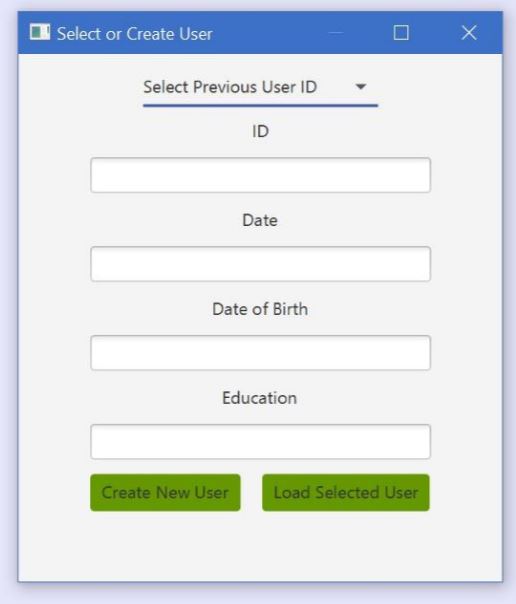 Select or Create User
Select Previous User ID
ID
Date
Date of Birth
Education
Create New User
Load Selected User